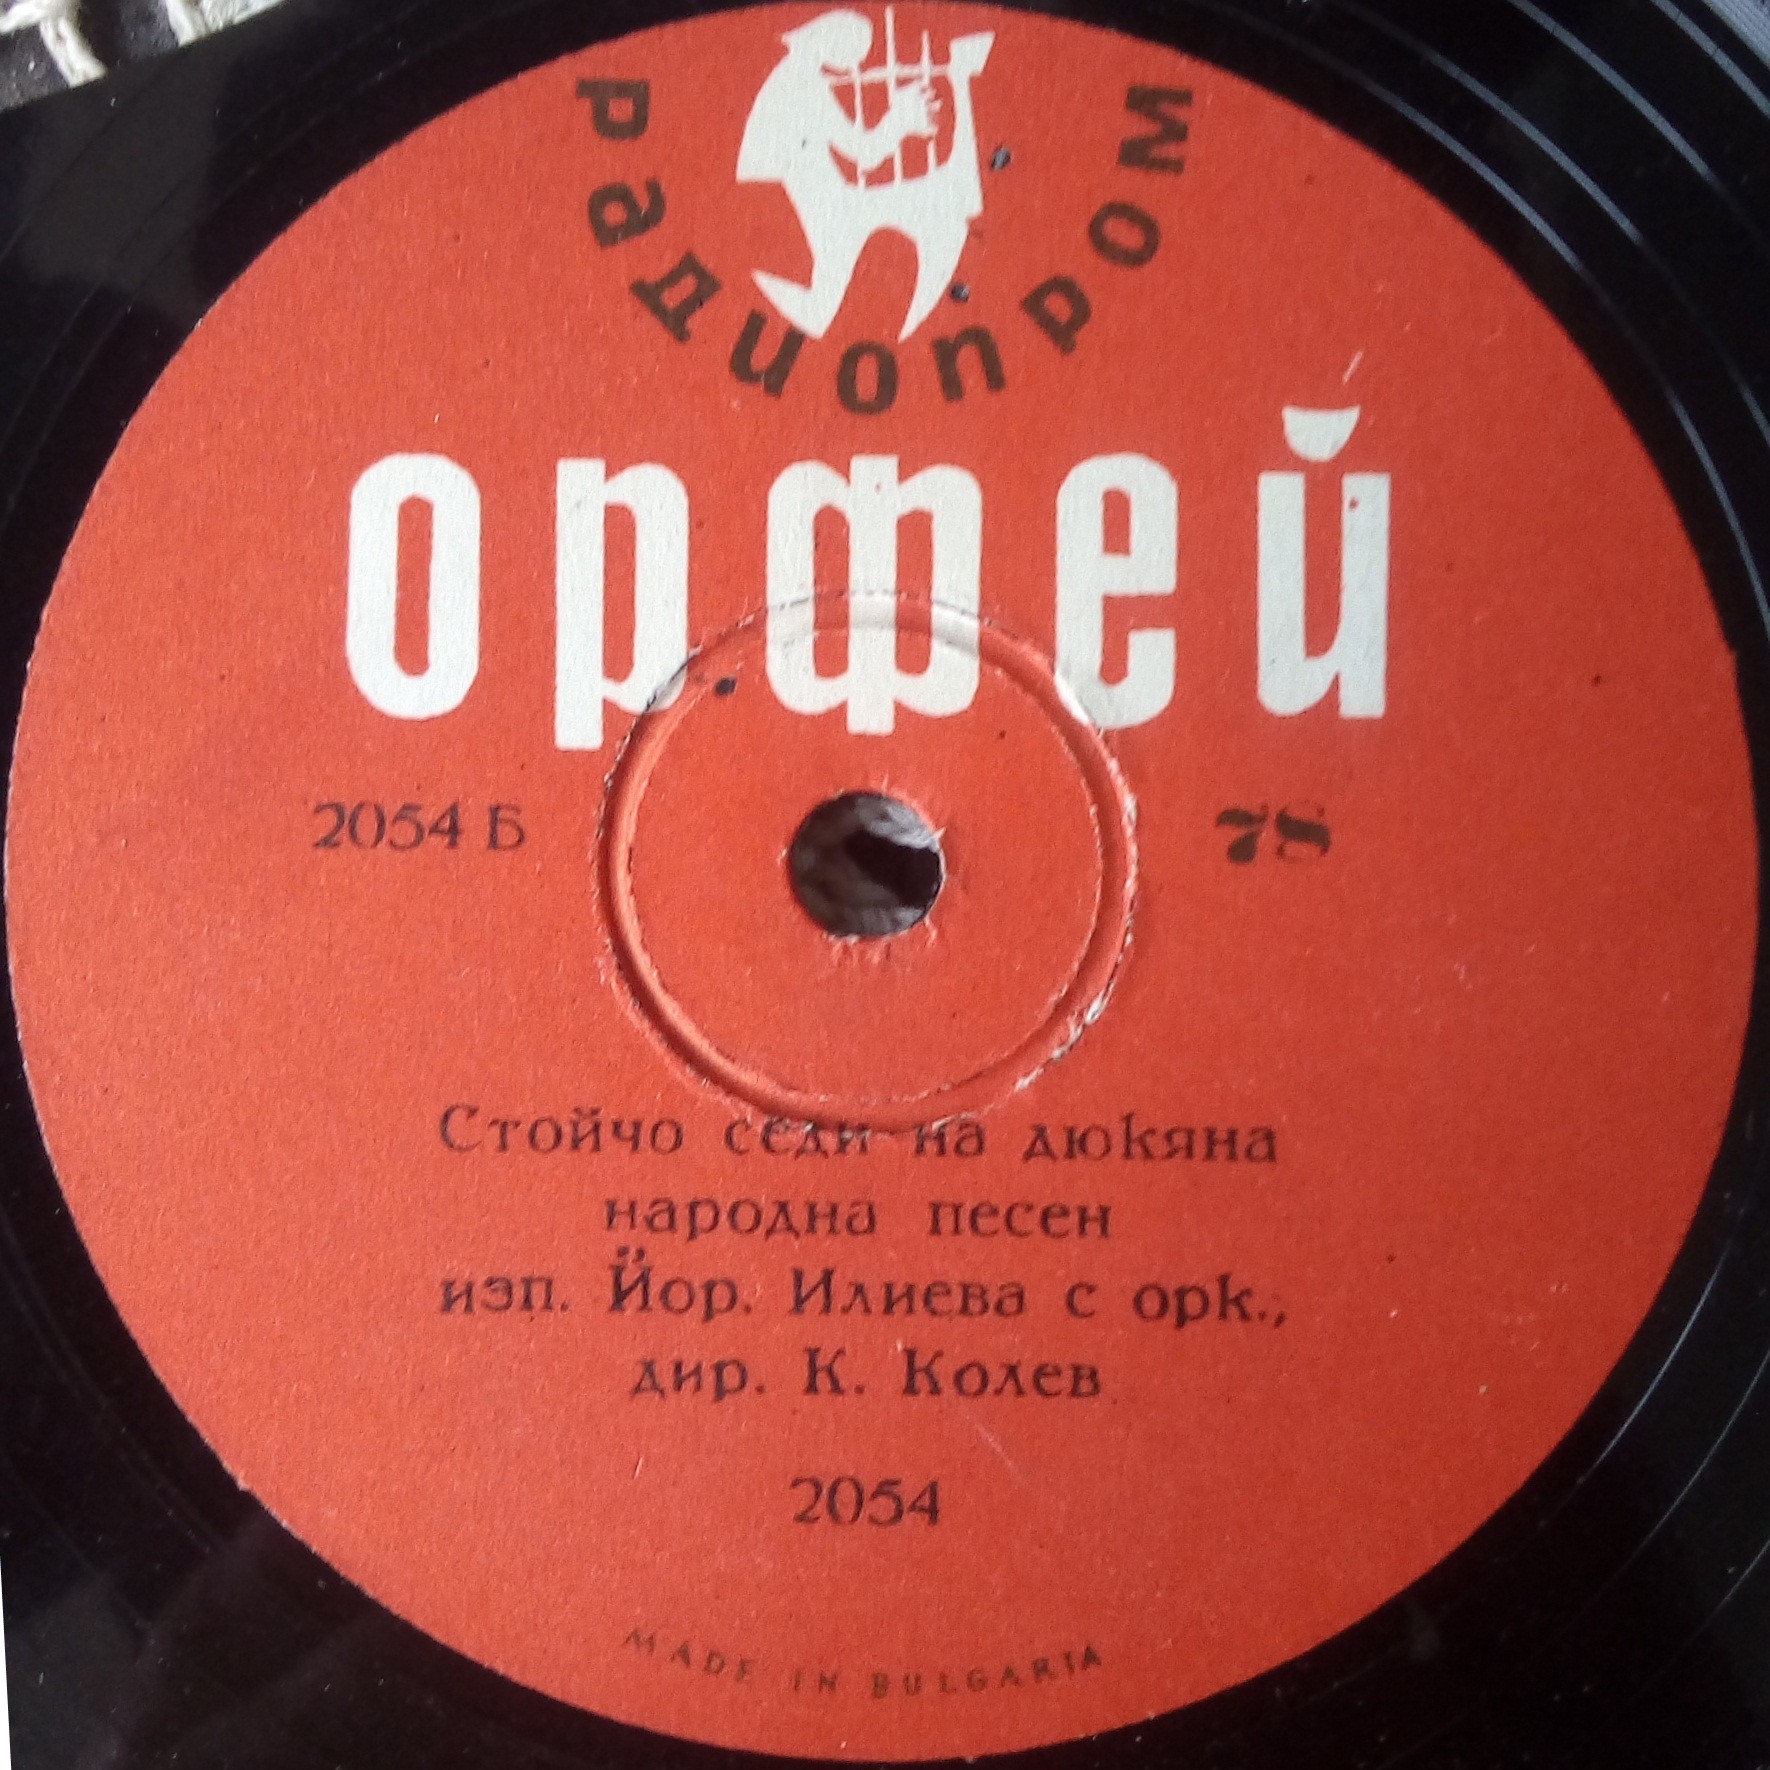 радиопром
орфей
2054 Б 78
Стойчо седи на дюкяна
народна песен
изп. Йор. Илиева с орк.,
дир. К. Колев
2054
MADE IN BULGARIA